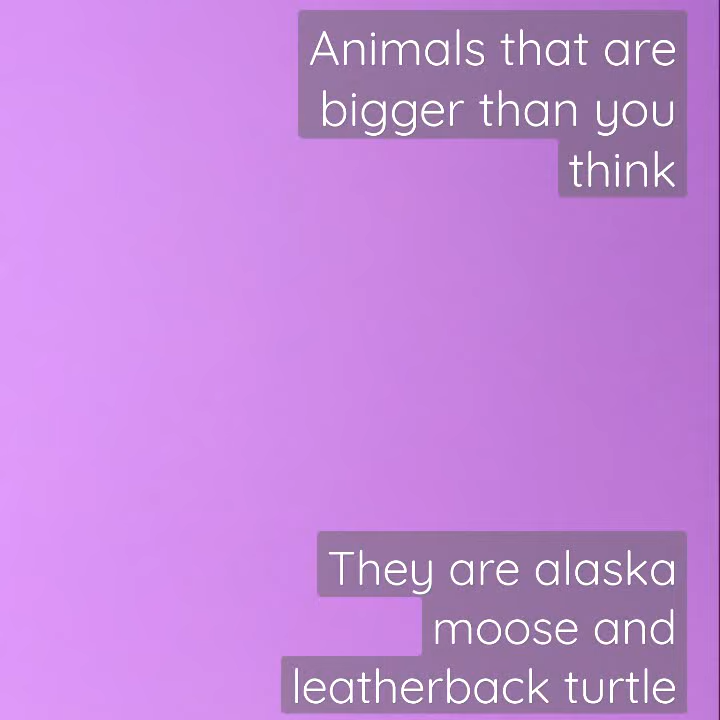 Animals that are
bigger than you
think
They are alaska
moose and
leatherback turtle